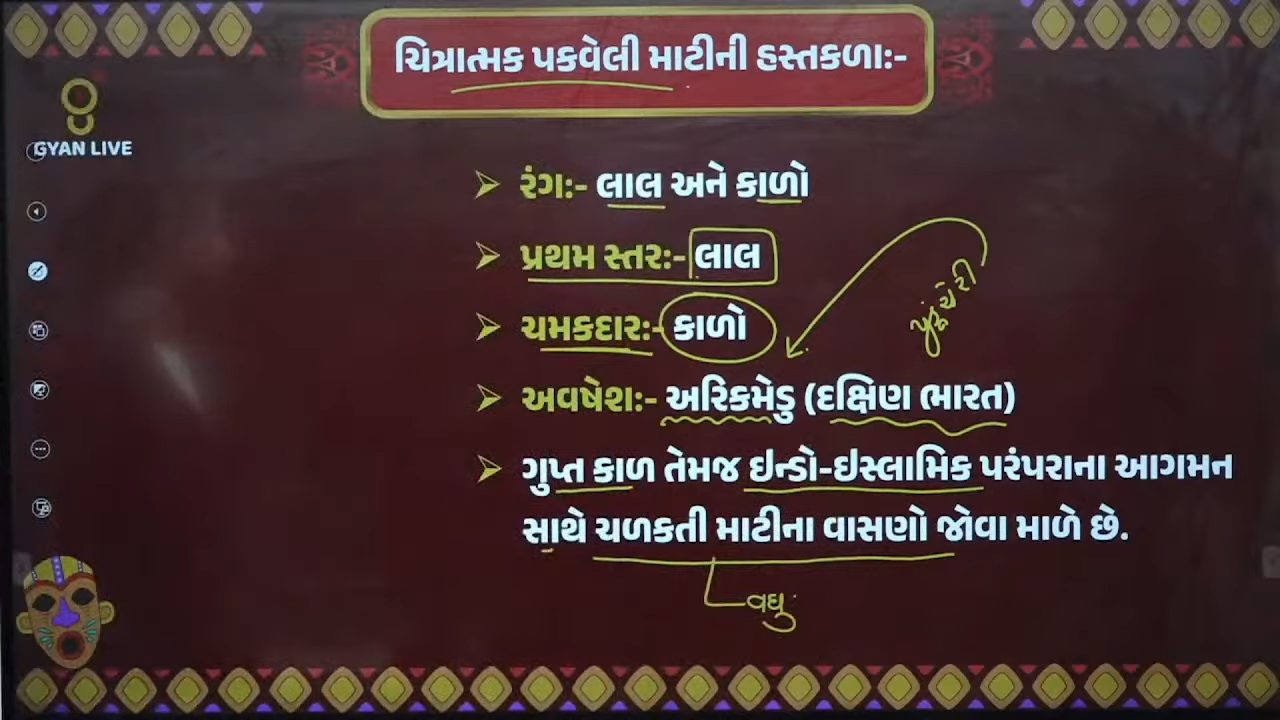 ચિત્રાત્મક પકવેલી માટીની હસ્તકળા:-
GYAN LIVE
રંગ:- લાલ અને કાળો
પ્રથમ સ્તર:- લાલ
ચમકદાર:- કાળો
પુડ્ડુચેરી
અવષેશ:- અરિકમેડુ (દક્ષિણ ભારત)
ગુપ્ત કાળ તેમજ ઇન્ડો-ઇસ્લામિક પરંપરાના આગમન
સાથે ચળકતી માટીના વાસણો જોવા માળે છે.
વધુ